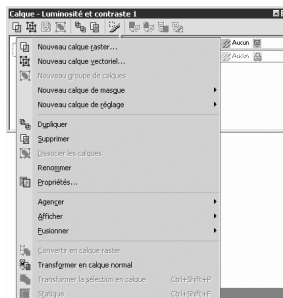 Calque - Luminosité et contraste 1
Nouveau calque raster...
Aucun
Nouveau calque vectoriel...
Aucun
Nouveau groupe de calques
Nouveau calque de masque
Nouveau calque de réglage
Dupliquer
Supprimer
Dissocier les calques
Renommer
Propriétés...
Agencer
Afficher
Fusionner
Convertir en calque raster
Transformer en calque normal
Transformer la sélection en calque Ctrl+Shift+P
Statique Ctrl+Shift+F